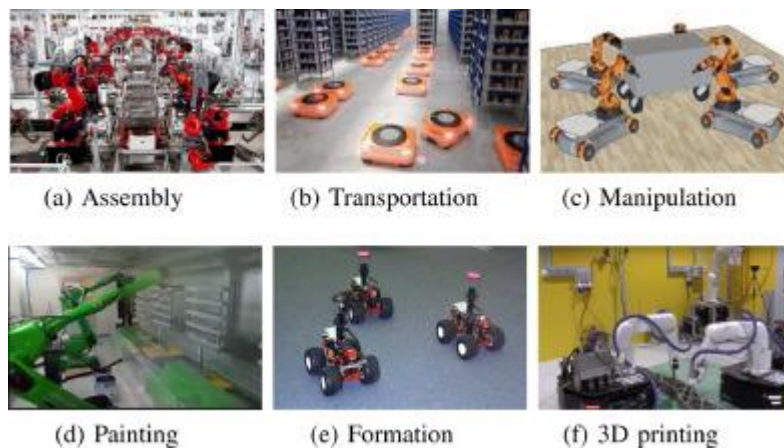 (a) Assembly
(b) Transportation
(c) Manipulation
(d) Painting
(e) Formation
(f) 3D printing